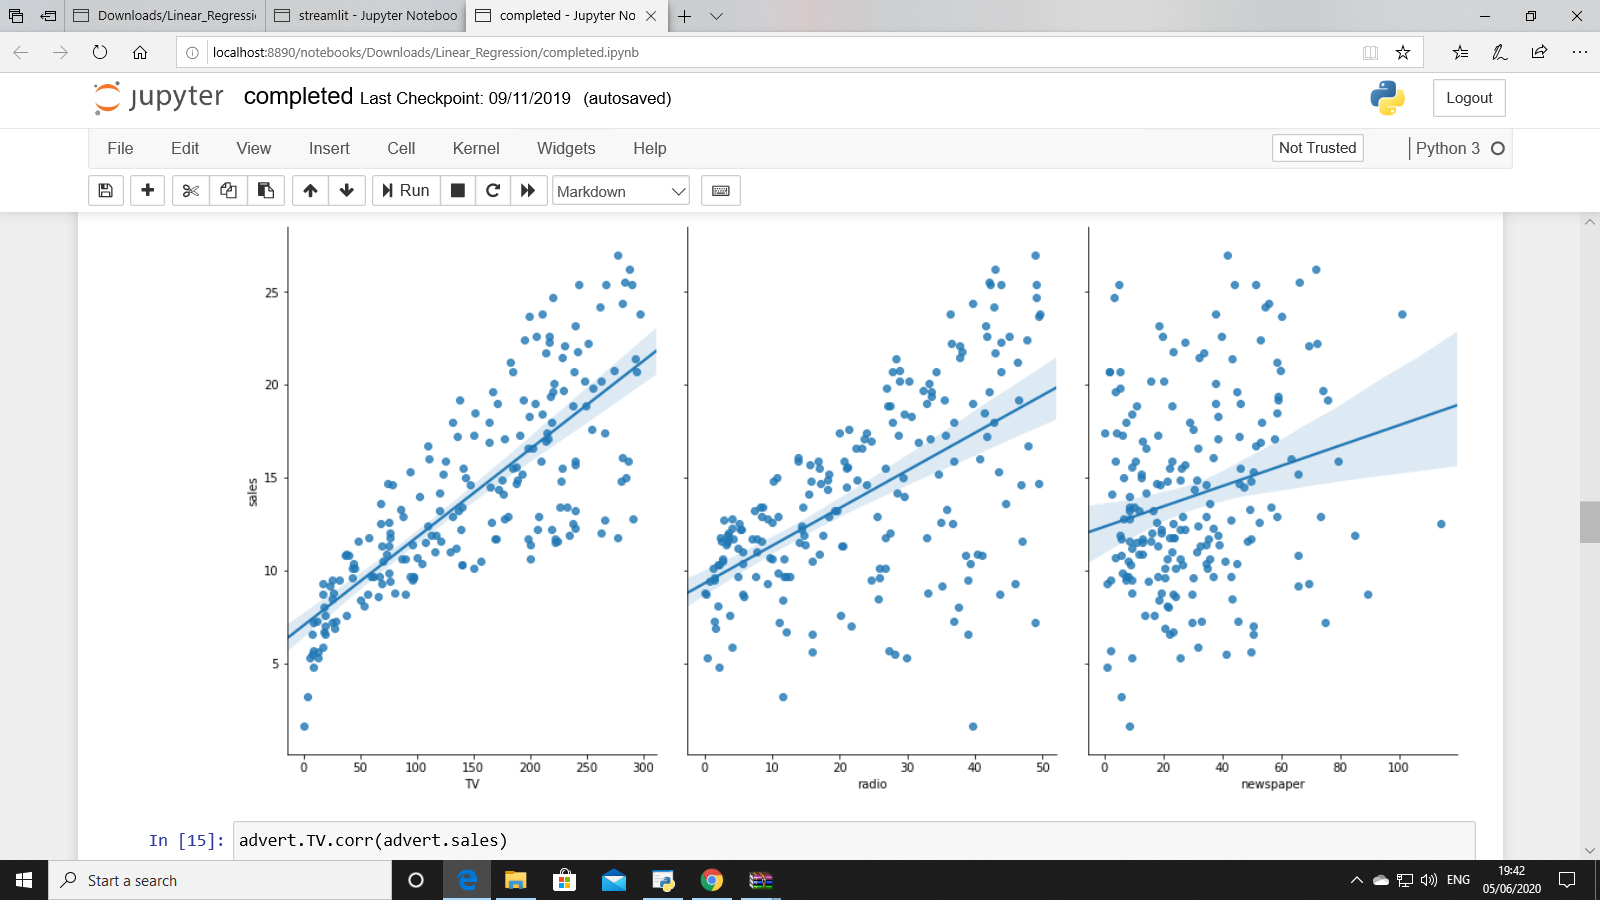 Downloads/Linear_Regressi
streamlit - Jupyter Noteboo
completed - Jupyter No
localhost:8890/notebooks/Downloads/Linear_Regression/completed.ipynb
jupyter completed Last Checkpoint: 09/11/2019 (autosaved)
Logout
File Edit View Insert Cell Kernel Widgets Help
Not Trusted
Python 3
Run
Markdown
25
20
15
10
5
sales
0 50 100 150 200 250 300
TV
0 10 20 30 40 50
radio
0 20 40 60 80 100
newspaper
In [15]: advert.TV.corr(advert.sales)
Start a search
ENG
19:42
05/06/2020